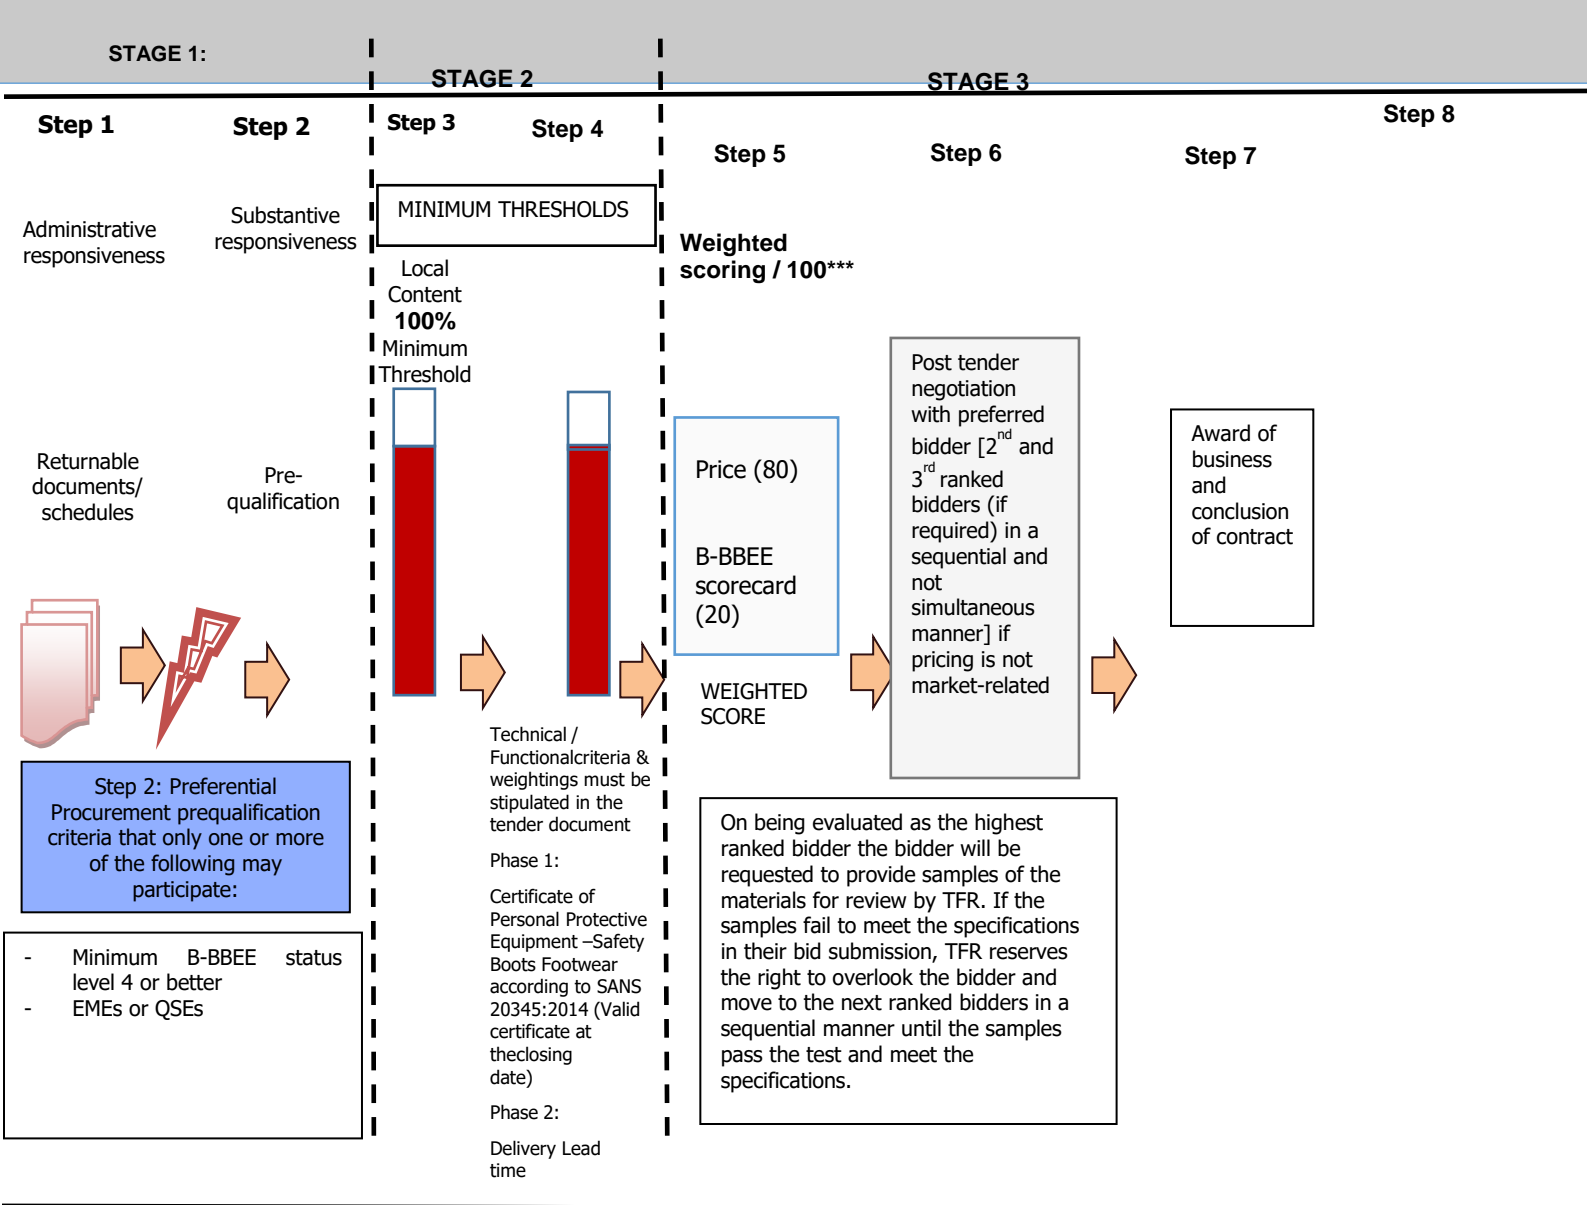 STAGE 1:
STAGE 2
STAGE 3
Step 1
Step 2
Step 3
Step 4
Step 5
Step 6
Step 7
Step 8
Administrative
responsiveness
Substantive
responsiveness
MINIMUM THRESHOLDS
Local
Content
100%
Minimum
Threshold
Weighted
scoring / 100***
Returnable
documents/
schedules
Pre-
qualification
Price (80)
B-BBEE
scorecard
(20)
WEIGHTED
SCORE
Post tender
negotiation
with preferred
bidder [2nd and
3rd ranked
bidders (if
required) in a
sequential and
not
simultaneous
manner] if
pricing is not
market-related
Award of
business
and
conclusion
of contract
Step 2: Preferential
Procurement prequalification
criteria that only one or more
of the following may
participate:
- Minimum B-BBEE status
level 4 or better
- EMEs or QSEs
Technical /
Functionalcriteria &
weightings must be
stipulated in the
tender document
Phase 1:
Certificate of
Personal Protective
Equipment –Safety
Boots Footwear
according to SANS
20345:2014 (Valid
certificate at
theclosing
date)
Phase 2:
Delivery Lead
time
On being evaluated as the highest
ranked bidder the bidder will be
requested to provide samples of the
materials for review by TFR. If the
samples fail to meet the specifications
in their bid submission, TFR reserves
the right to overlook the bidder and
move to the next ranked bidders in a
sequential manner until the samples
pass the test and meet the
specifications.